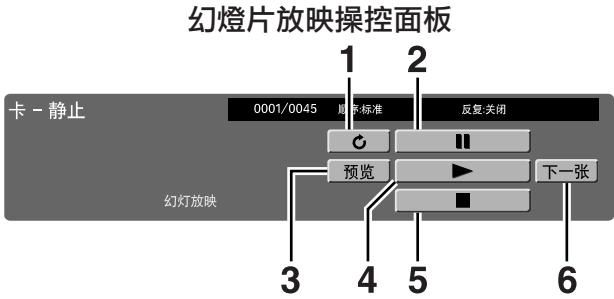 幻燈片放映操控面板
1 2
卡 – 静止 0001/0045 顺序:标准 反复:关闭
预览 下一张
幻灯放映
3 4 5 6